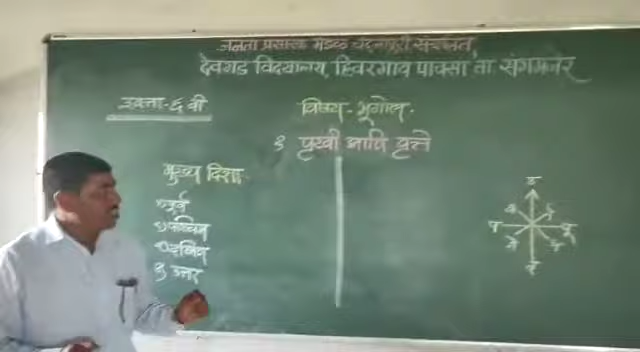 जनता प्रसारक मंडळ चंदनापुरी संचलित,
देवगड विद्यालय, हिवरगाव पावसा ता संगमनेर
इयत्ता - ६ वी
विषय - भूगोल.
१ पृथ्वी आणि वृत्ते
मुख्य दिशा
१) पूर्व
२) पश्चिम
३) दक्षिण
४) उत्तर
उ
प
पू
द